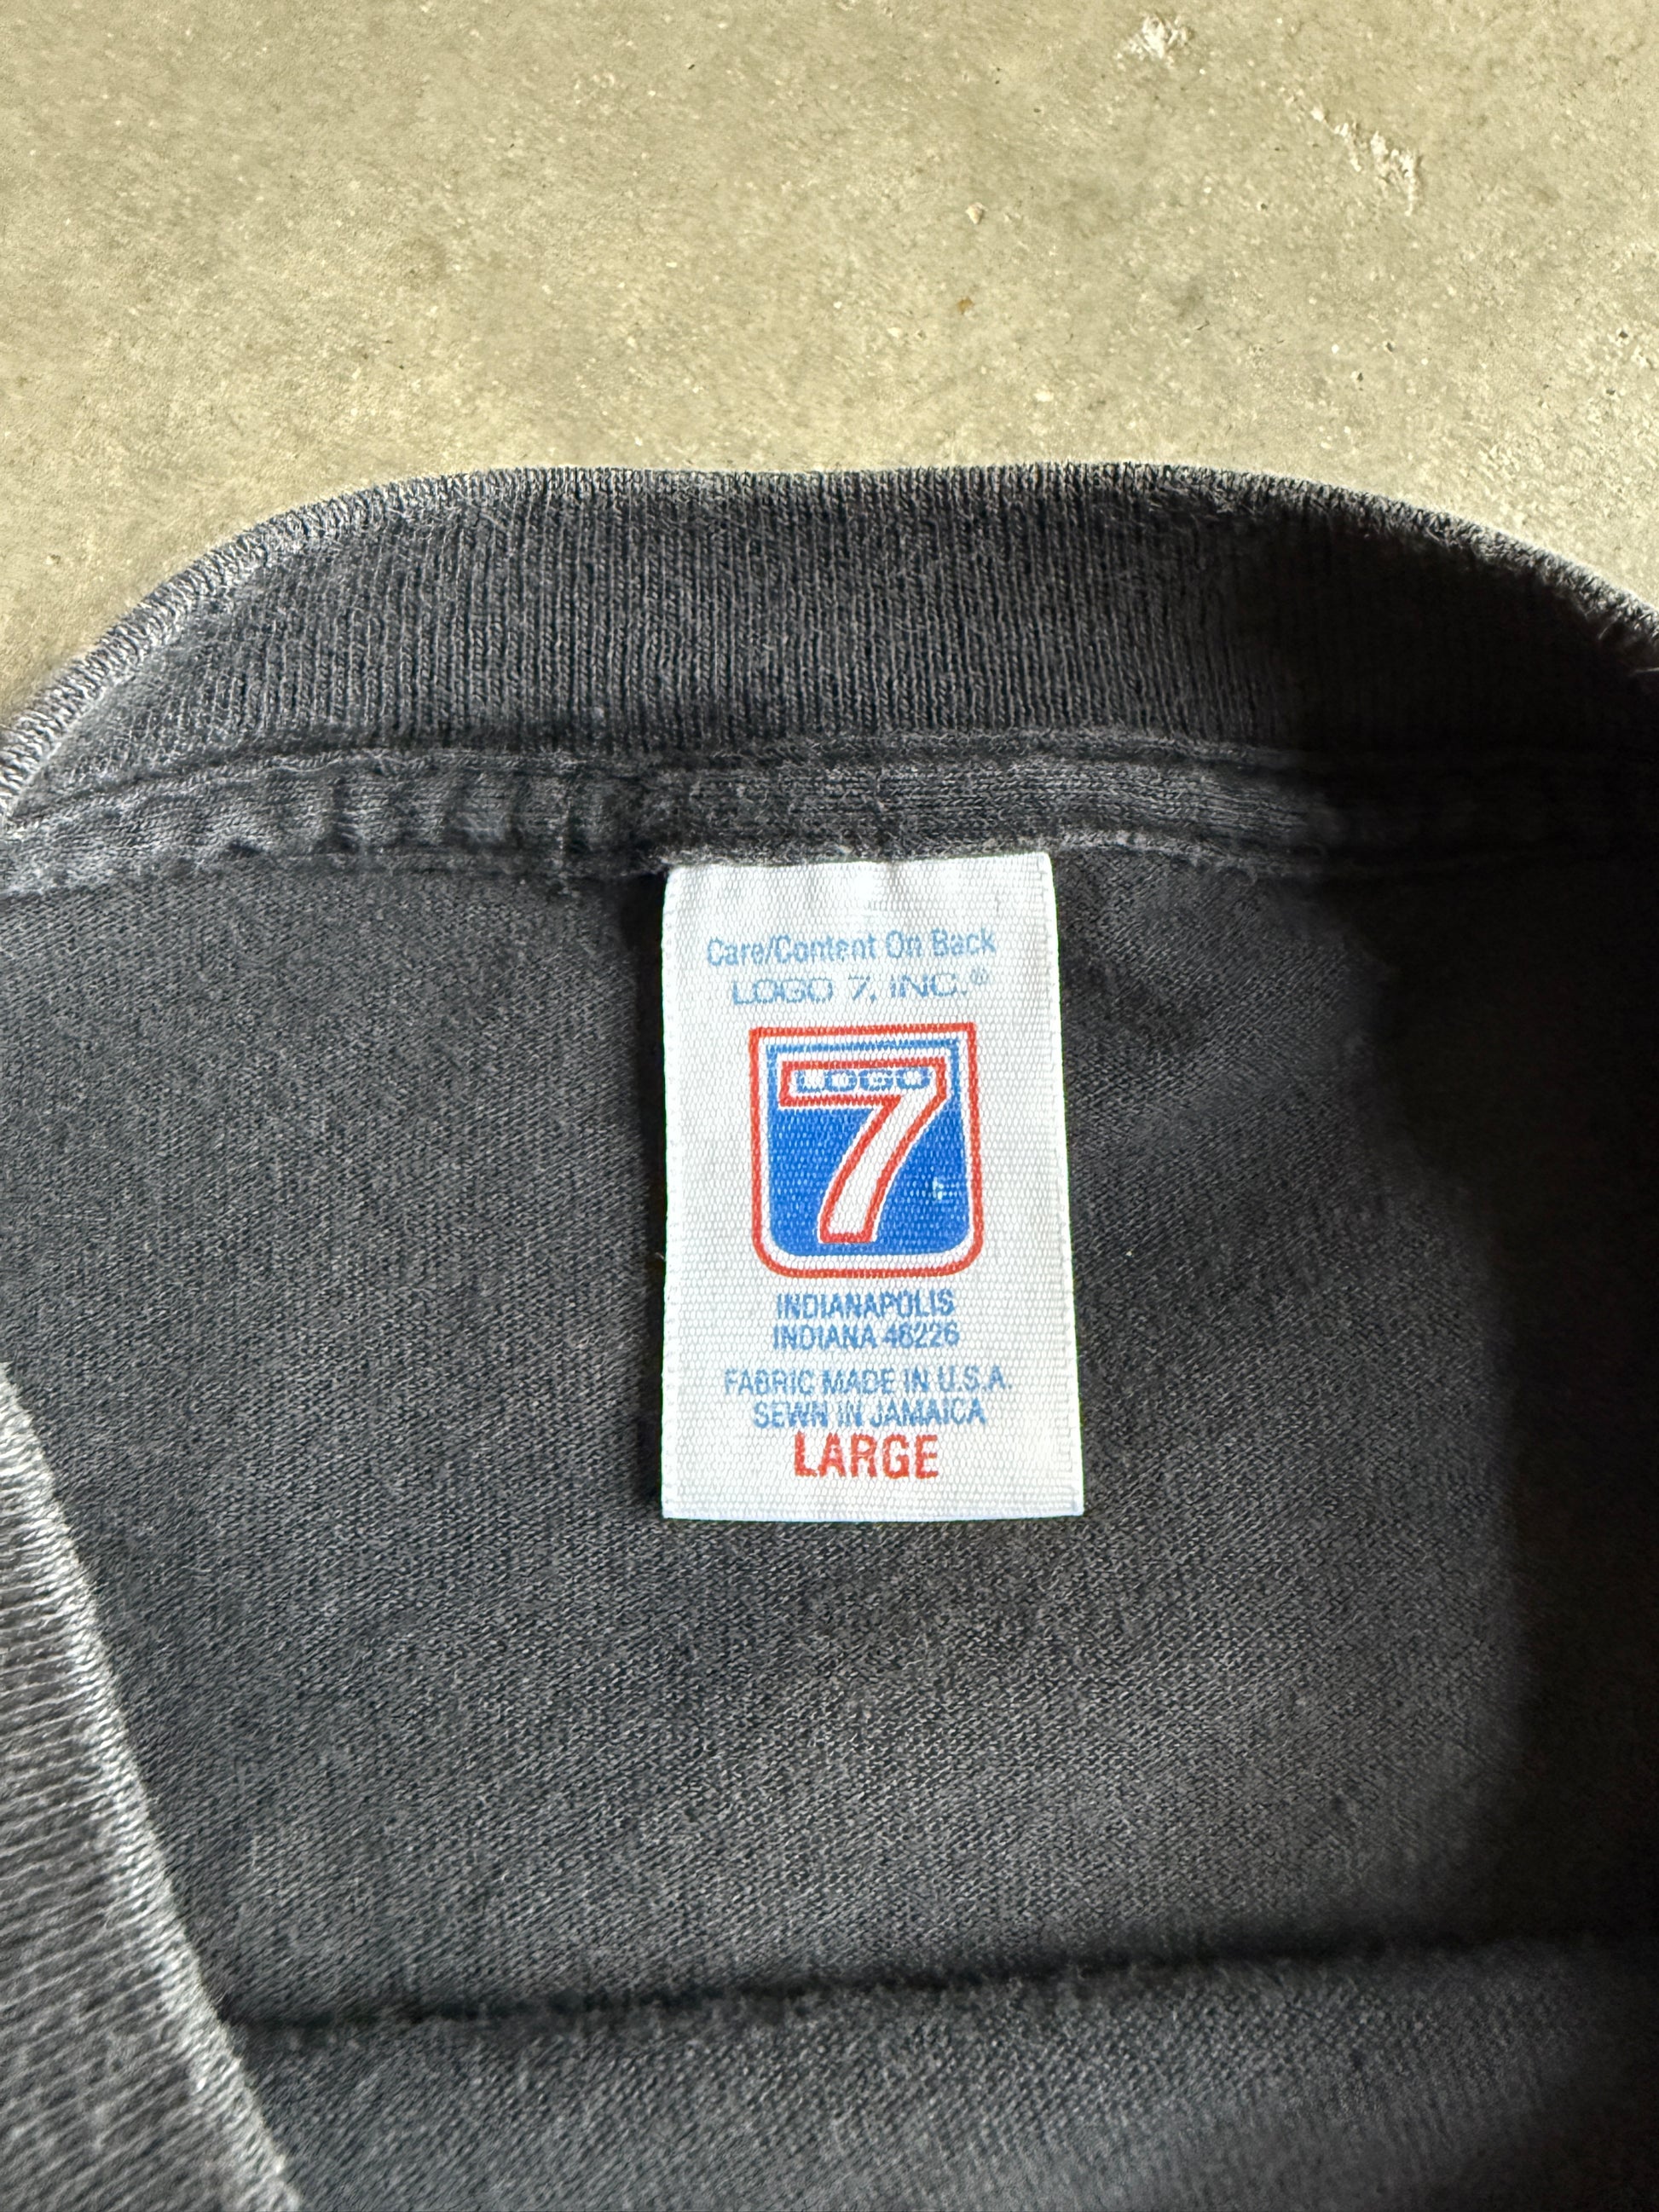 Care/Content On Back
LOGO 7, INC.®
LOGO
7
INDIANAPOLIS
INDIANA 46226
FABRIC MADE IN U.S.A.
SEWN IN JAMAICA
LARGE